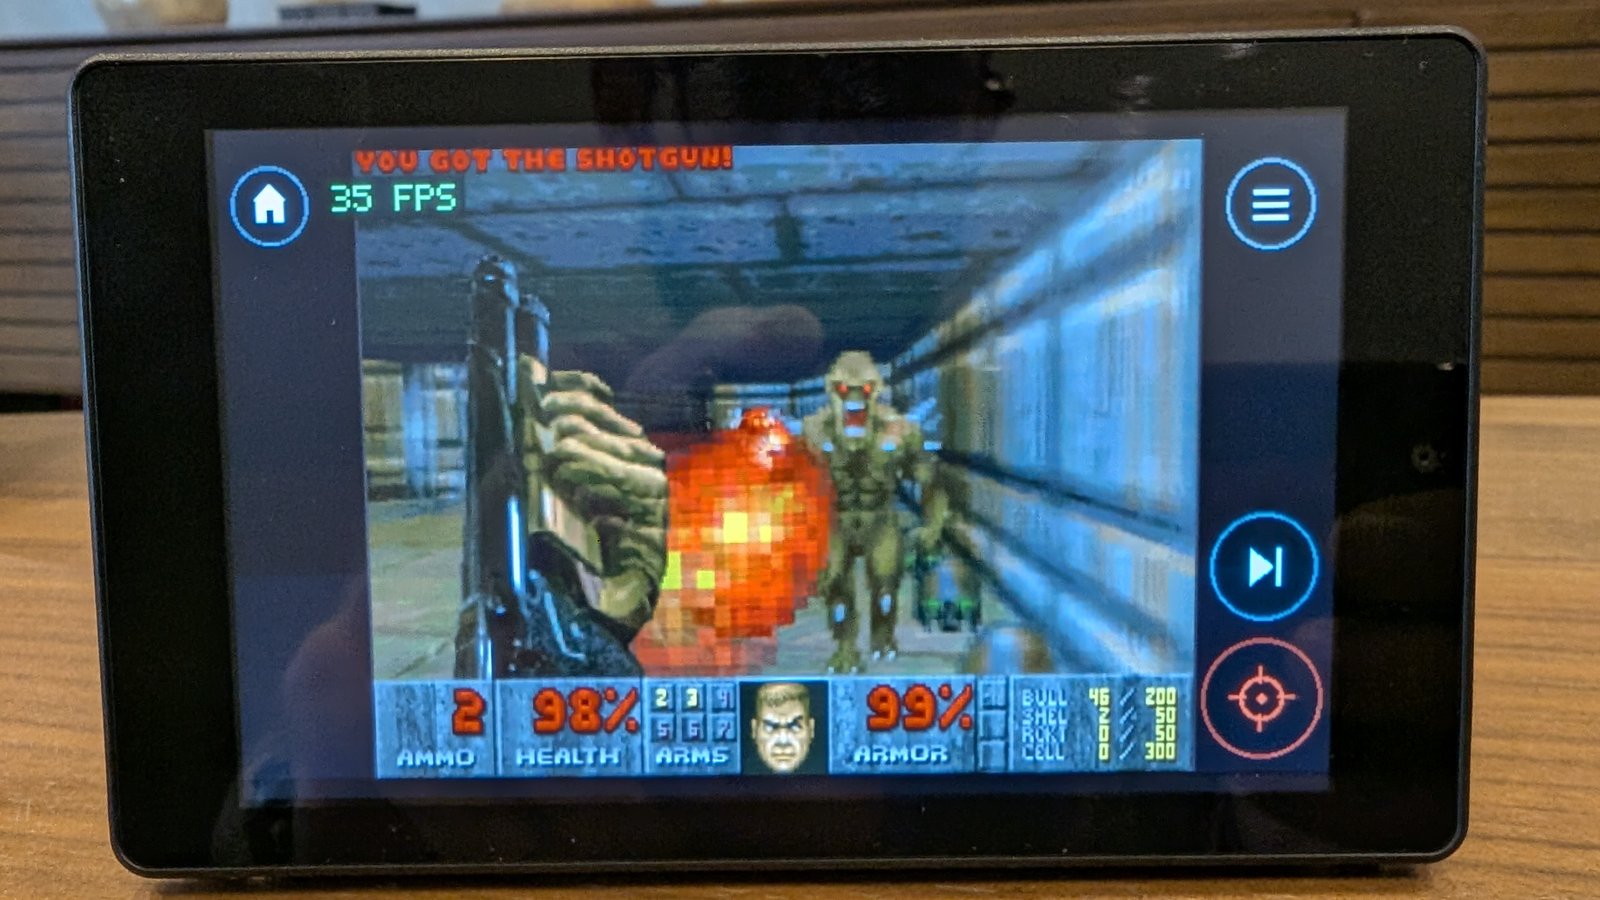 YOU GOT THE SHOTGUN!
35 FPS
2 98% 2 3 4 99% BULL 46 / 200
5 6 7 SHEL 2 / 50
RCKT 0 / 50
AMMO HEALTH ARMS ARMOR CELL 0 / 300